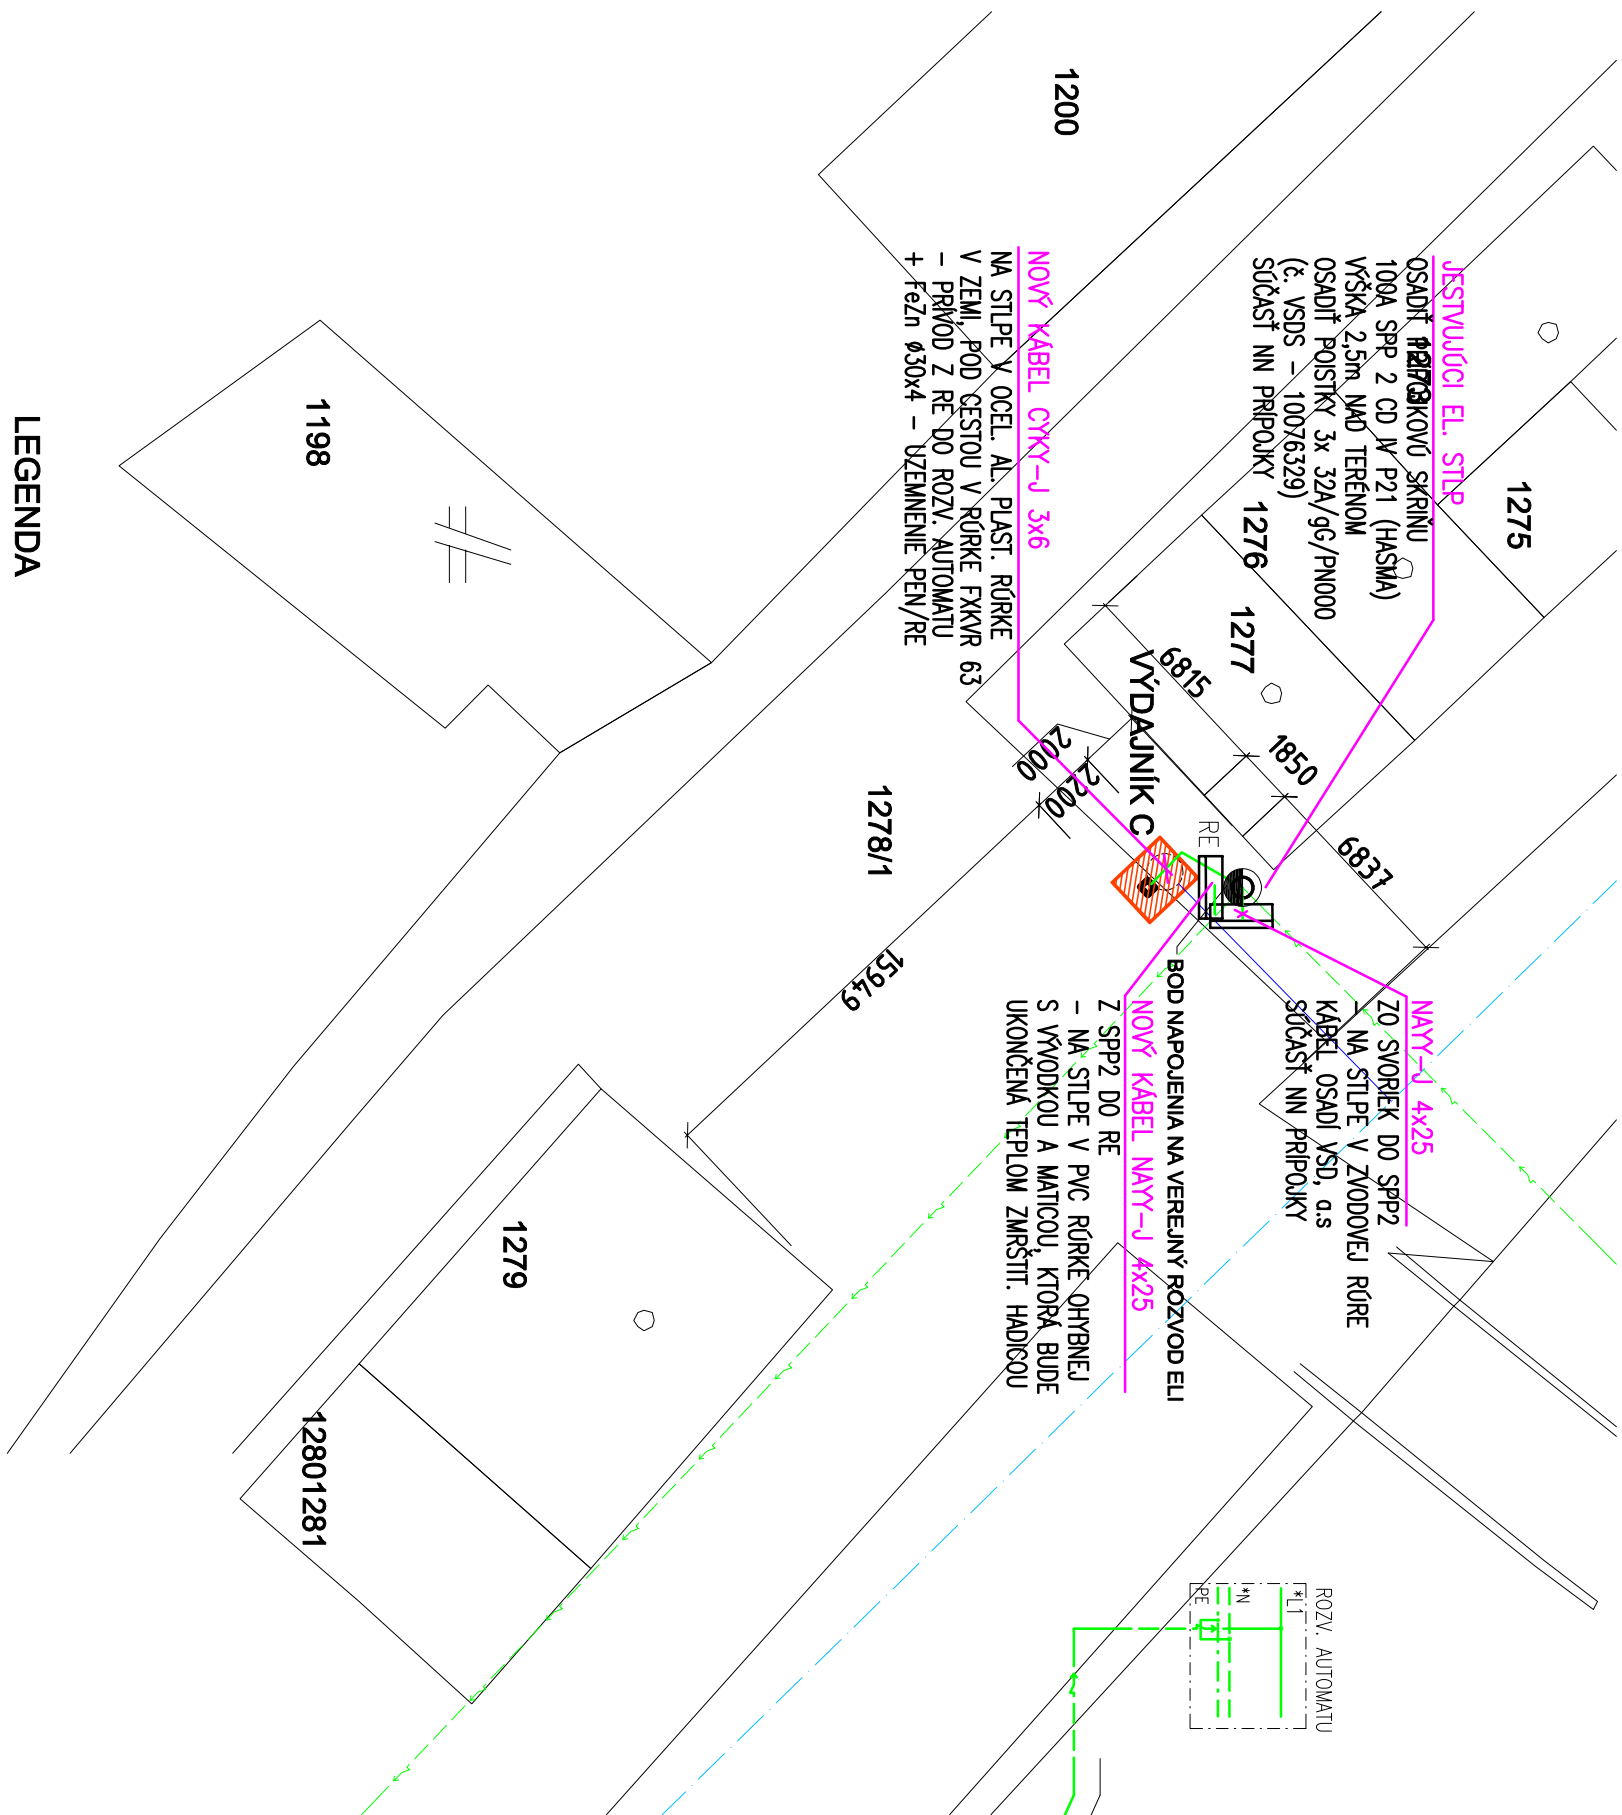 1200
1275
JESTVUJÚCI EL. STĹP
OSADIŤ PRÍPOJKOVÚ SKRIŇU
1273
100A SPP 2 CD IV P21 (HASMA)
VÝŠKA 2,5m NAD TERÉNOM
OSADIŤ POISTKY 3x 32A/gG/PN000
(č. VSDS - 10076329)
SÚČASŤ NN PRÍPOJKY
1276
1277
NOVÝ KÁBEL CYKY-J 3x6
NA STĹPE V OCEL. AL. PLAST. RÚRKE
V ZEMI, POD CESTOU V RÚRKE FXKVR 63
- PRÍVOD Z RE DO ROZV. AUTOMATU
+ FeZn ø30x4 - UZEMNENIE PEN/RE
1198
LEGENDA
6815
1850
6837
VÝDAJNÍK C
RE
2000
2200
1278/1
15949
NAYY-J 4x25
ZO SVORIEK DO SPP2
- NA STĹPE V ZVODOVEJ RÚRE
KÁBEL OSADÍ VSD, a.s
SÚČASŤ NN PRÍPOJKY
BOD NAPOJENIA NA VEREJNÝ ROZVOD ELI
NOVÝ KÁBEL NAYY-J 4x25
Z SPP2 DO RE
- NA STĹPE V PVC RÚRKE OHYBNEJ
S VÝVODKOU A MATICOU, KTORÁ BUDE
UKONČENÁ TEPLOM ZMRŠTIT. HADICOU
1279
12801281
ROZV. AUTOMATU
*L1
*N
PE